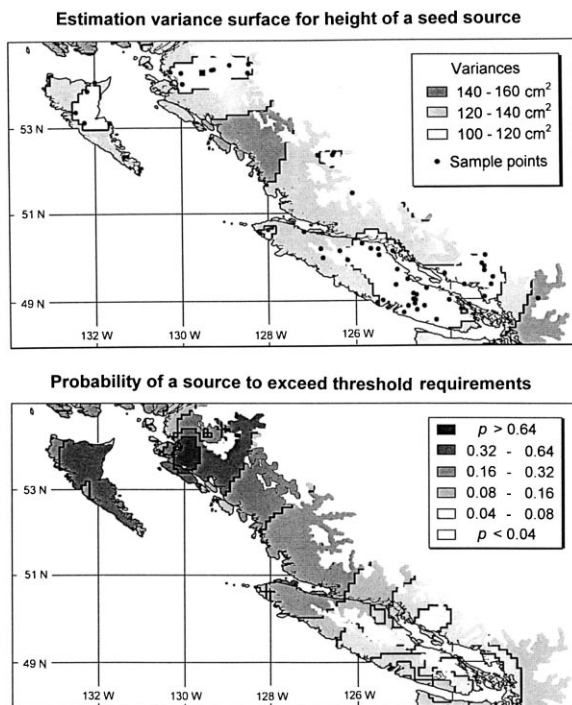 Estimation variance surface for height of a seed source
Variances
140 - 160 cm²
120 - 140 cm²
100 - 120 cm²
Sample points
53 N
51 N
49 N
132 W
130 W
128 W
126 W
Probability of a source to exceed threshold requirements
p > 0.64
0.32 - 0.64
0.16 - 0.32
0.08 - 0.16
0.04 - 0.08
p < 0.04
53 N
51 N
49 N
132 W
130 W
128 W
126 W